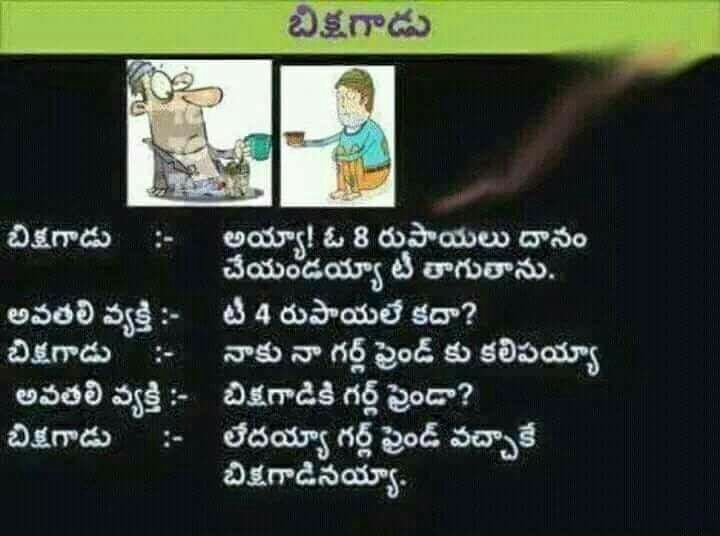 బిక్షగాడు
బిక్షగాడు :- అయ్యా! ఓ 8 రుపాయలు దానం
చేయండయ్యా టీ తాగుతాను.
అవతలి వ్యక్తి :- టీ 4 రుపాయలే కదా?
బిక్షగాడు :- నాకు నా గర్ల్ ఫ్రెండ్ కు కలిపయ్యా
అవతలి వ్యక్తి :- బిక్షగాడికి గర్ల్ ఫ్రెండా?
బిక్షగాడు :- లేదయ్యా గర్ల్ ఫ్రెండ్ వచ్చాకే
బిక్షగాడినయ్యా.